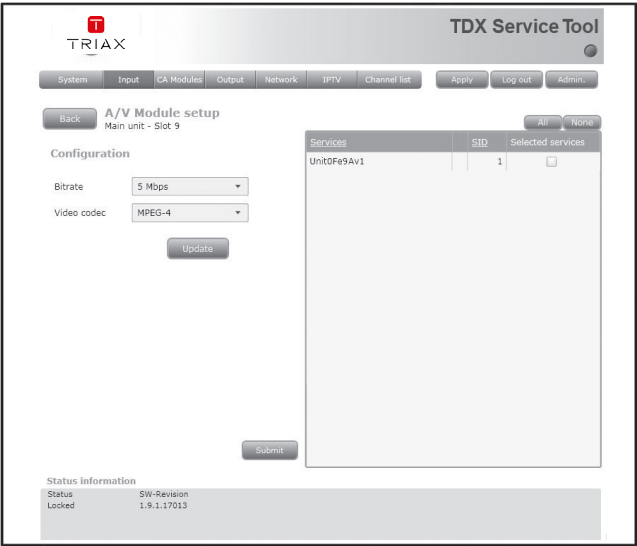 TDX Service Tool
T
TRIAX
System Input CA Modules Output Network IPTV Channel list Apply Log out Admin.
Back A/V Module setup
Main unit - Slot 9
All None
Services SID Selected services
Unit0Fe9Av1 1
Configuration
Bitrate 5 Mbps
Video codec MPEG-4
Update
Submit
Status information
Status SW-Revision
Locked 1.9.1.17013